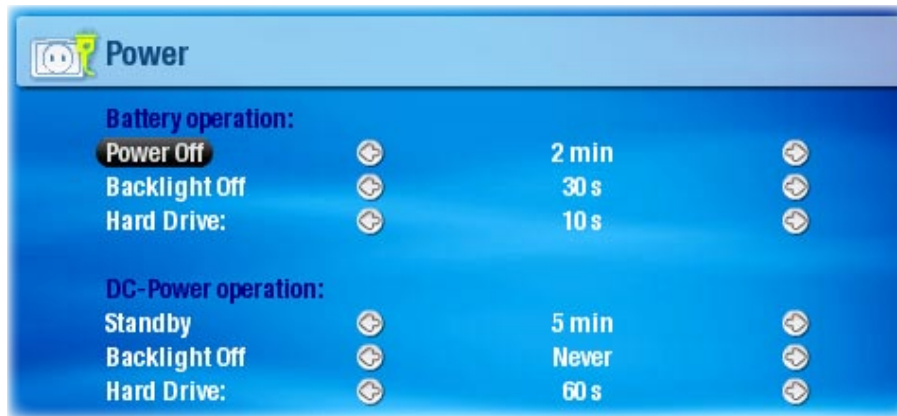 Power
Battery operation:
Power Off 2 min
Backlight Off 30 s
Hard Drive: 10 s
DC-Power operation:
Standby 5 min
Backlight Off Never
Hard Drive: 60 s